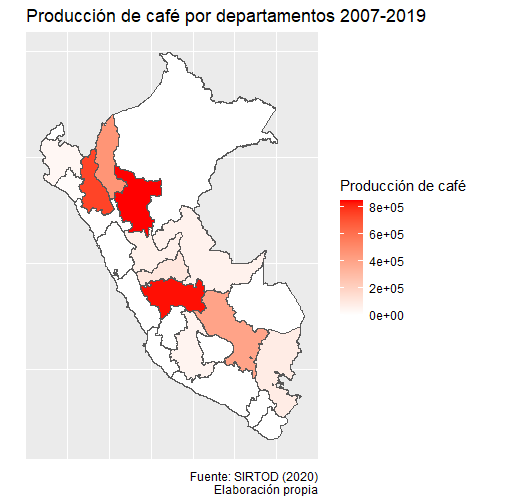 Producción de café por departamentos 2007-2019
Producción de café
8e+05
6e+05
4e+05
2e+05
0e+00
Fuente: SIRTOD (2020)
Elaboración propia